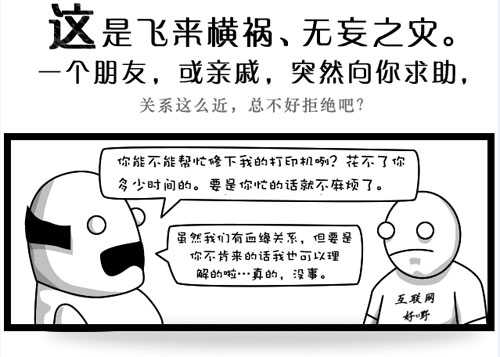 这是飞来横祸、无妄之灾。
一个朋友，或亲戚，突然向你求助，
关系这么近，总不好拒绝吧？
你能不能帮忙修下我的打印机咧？花不了你
多少时间的。要是你忙的话就不麻烦了。
虽然我们有血缘关系，但要是
你不肯来的话我也可以理
解的啦…真的，没事。
互联网
好嘢